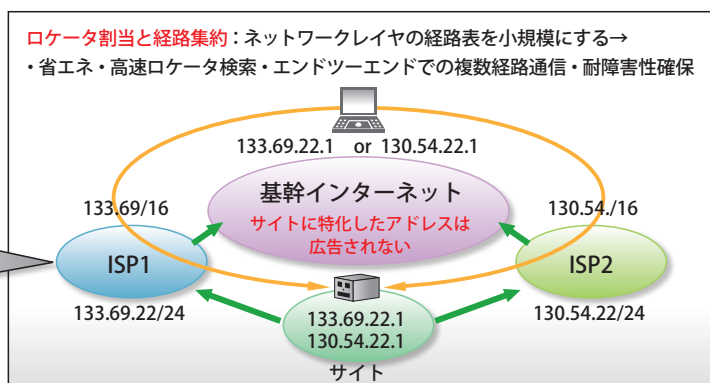 ロケータ割当と経路集約：ネットワークレイヤの経路表を小規模にする→
・省エネ・高速ロケータ検索・エンドツーエンドでの複数経路通信・耐障害性確保
133.69.22.1 or 130.54.22.1
基幹インターネット
サイトに特化したアドレスは
広告されない
133.69/16
130.54./16
ISP1
ISP2
133.69.22/24
130.54.22/24
133.69.22.1
130.54.22.1
サイト